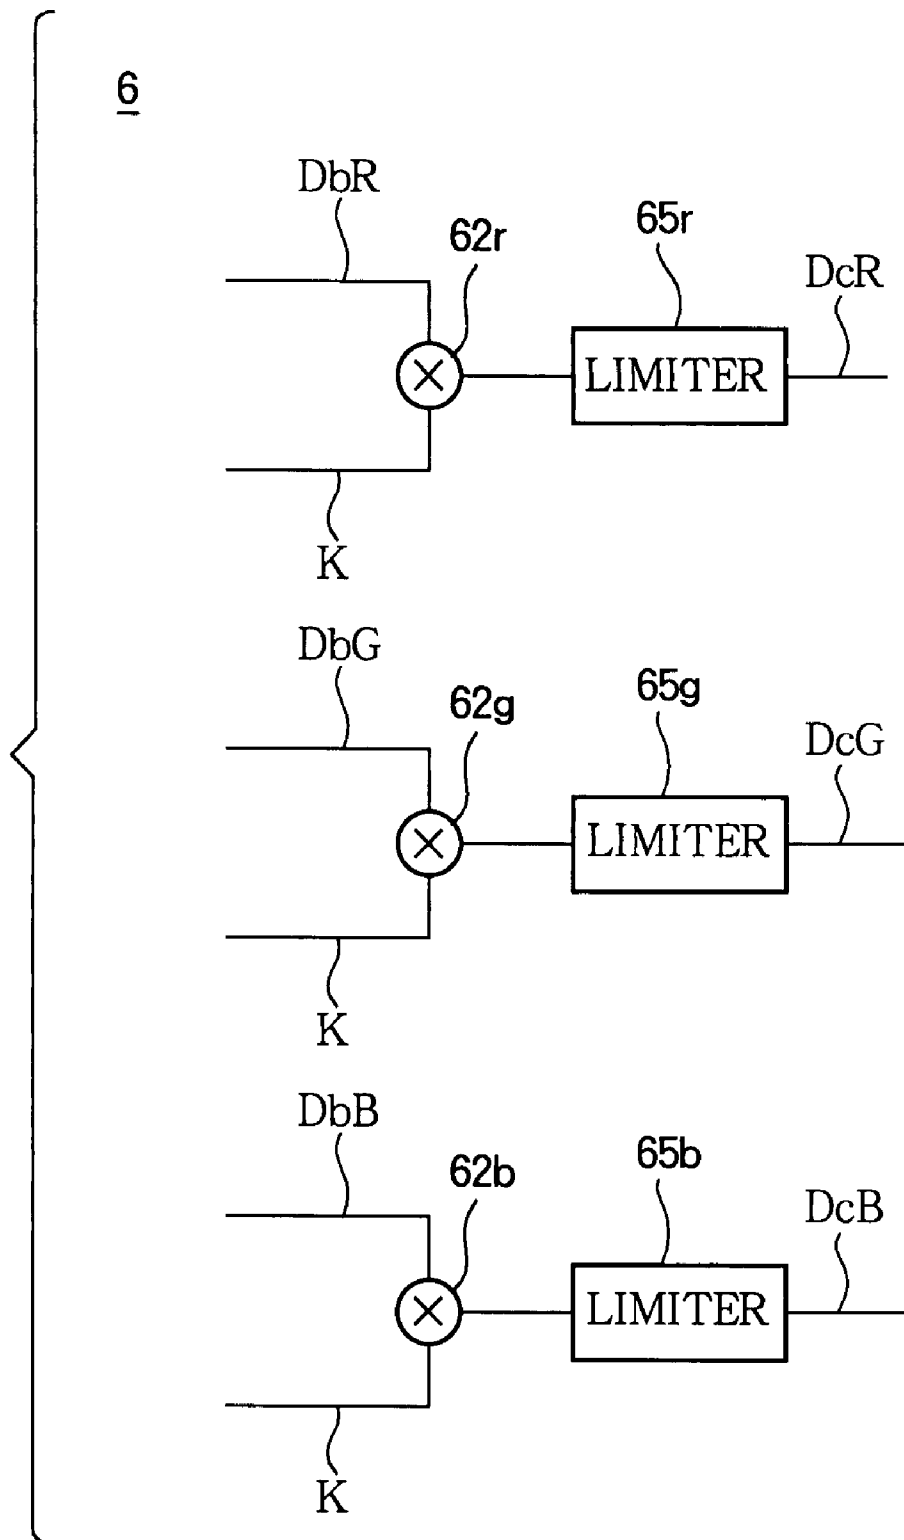 6
DbR
62r
65r
DcR
LIMITER
K
DbG
62g
65g
DcG
LIMITER
K
DbB
62b
65b
DcB
LIMITER
K